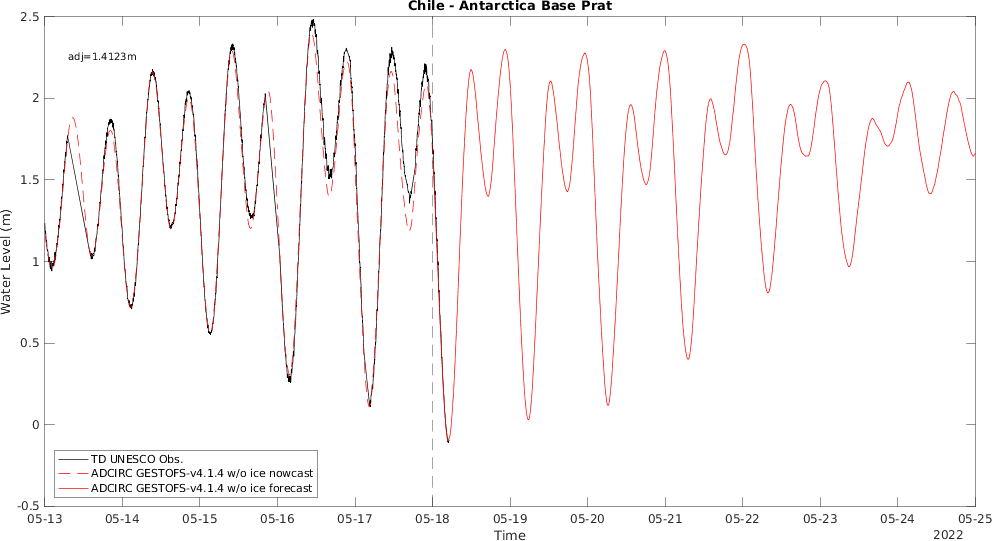 Chile - Antarctica Base Prat
adj=1.4123m
2.5
2
1.5
1
0.5
0
-0.5
Water Level (m)
TD UNESCO Obs.
ADCIRC GESTOFS-v4.1.4 w/o ice nowcast
ADCIRC GESTOFS-v4.1.4 w/o ice forecast
05-13 05-14 05-15 05-16 05-17 05-18 05-19 05-20 05-21 05-22 05-23 05-24 05-25
Time
2022